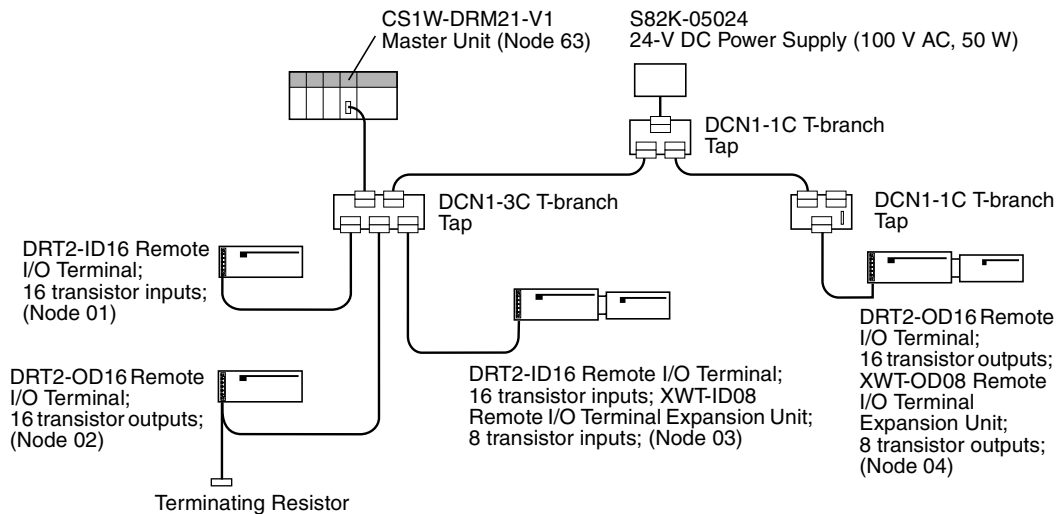 CS1W-DRM21-V1
Master Unit (Node 63)
S82K-05024
24-V DC Power Supply (100 V AC, 50 W)
DCN1-1C T-branch
Tap
DCN1-3C T-branch
Tap
DCN1-1C T-branch
Tap
DRT2-ID16 Remote
I/O Terminal;
16 transistor inputs;
(Node 01)
DRT2-OD16 Remote
I/O Terminal;
16 transistor outputs;
(Node 02)
DRT2-ID16 Remote I/O Terminal;
16 transistor inputs; XWT-ID08
Remote I/O Terminal Expansion Unit;
8 transistor inputs; (Node 03)
DRT2-OD16 Remote
I/O Terminal;
16 transistor outputs;
XWT-OD08 Remote
I/O Terminal
Expansion Unit;
8 transistor outputs;
(Node 04)
Terminating Resistor